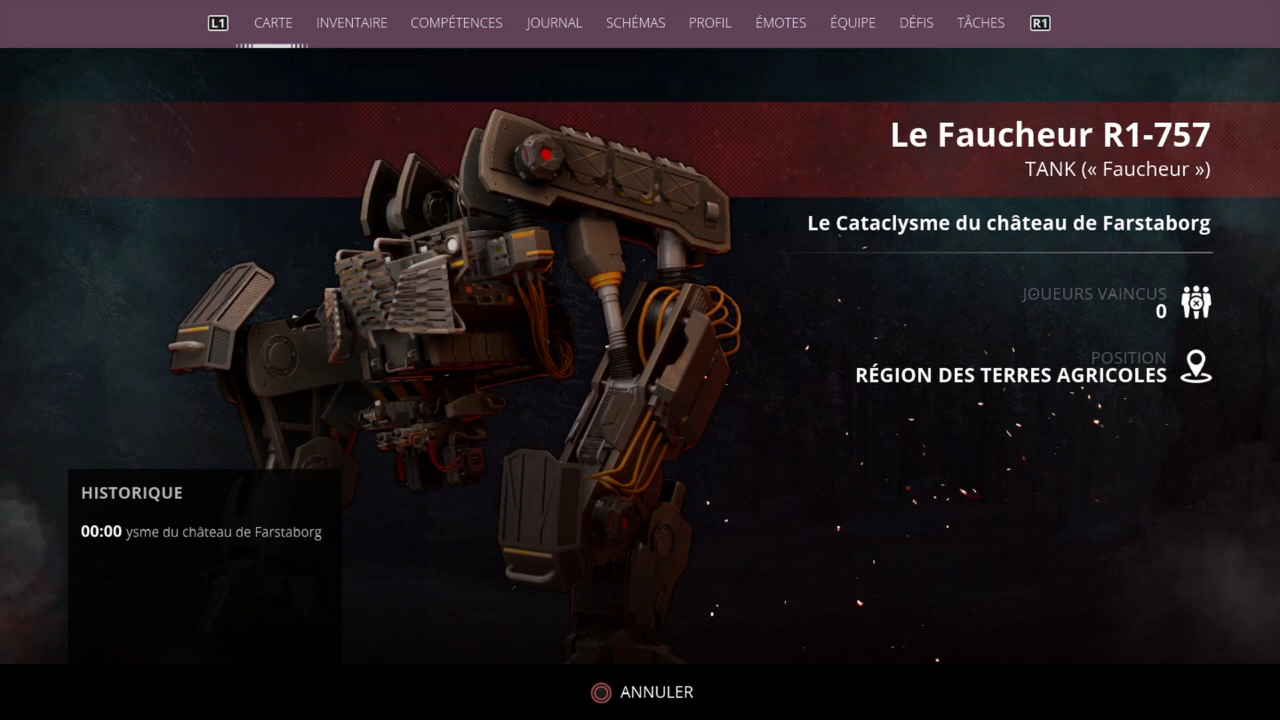 L1 CARTE INVENTAIRE COMPÉTENCES JOURNAL SCHÉMAS PROFIL ÉMOTES ÉQUIPE DÉFIS TÂCHES R1
Le Faucheur R1-757
TANK (« Faucheur »)
Le Cataclysme du château de Farstaborg
JOUEURS VAINCUS
0
POSITION
RÉGION DES TERRES AGRICOLES
HISTORIQUE
00:00 ysme du château de Farstaborg
ANNULER